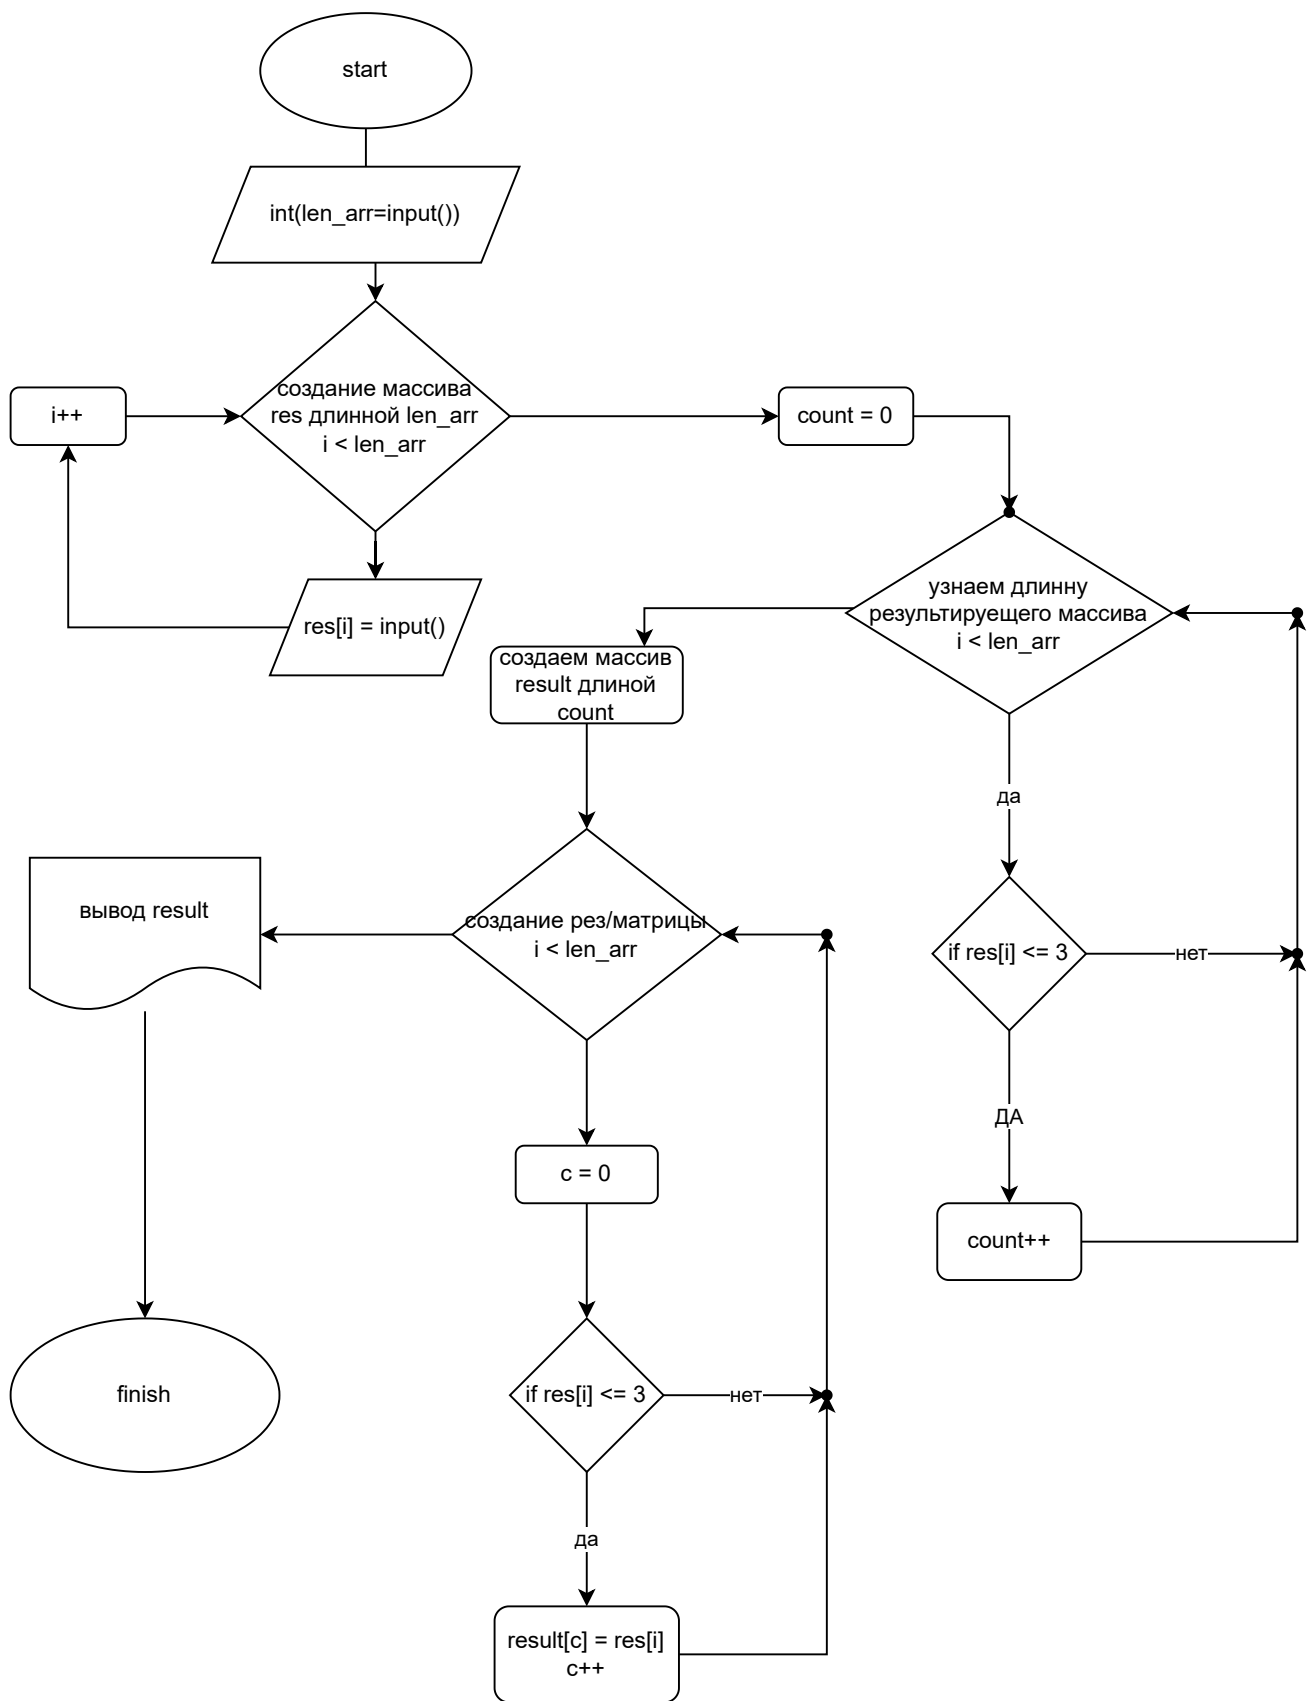 start
int(len_arr=input())
создание массива
res длинной len_arr
i < len_arr
i++
count = 0
res[i] = input()
узнаем длинну
результируещего массива
i < len_arr
создаем массив
result длиной
count
да
вывод result
создание рез/матрицы
i < len_arr
if res[i] <= 3
нет
ДА
c = 0
count++
if res[i] <= 3
нет
finish
да
result[c] = res[i]
c++